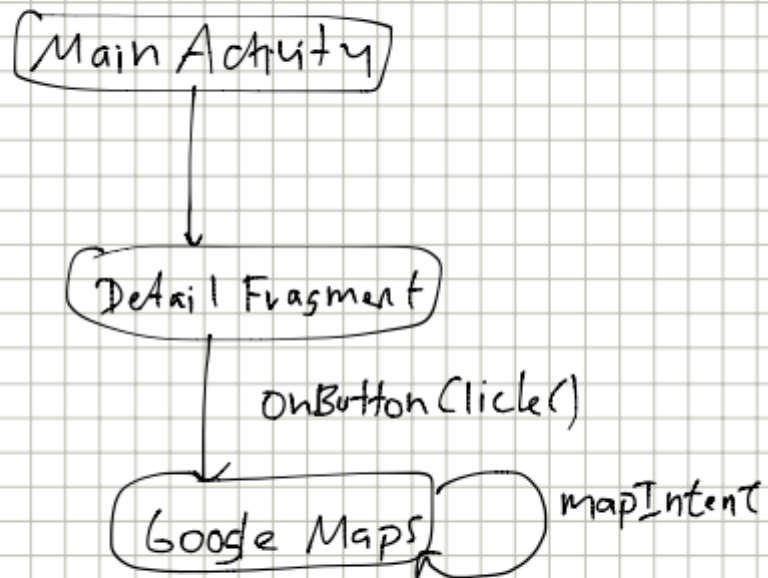 Main Activity
Detail Fragment
onButtonClick()
Google Maps
mapIntent